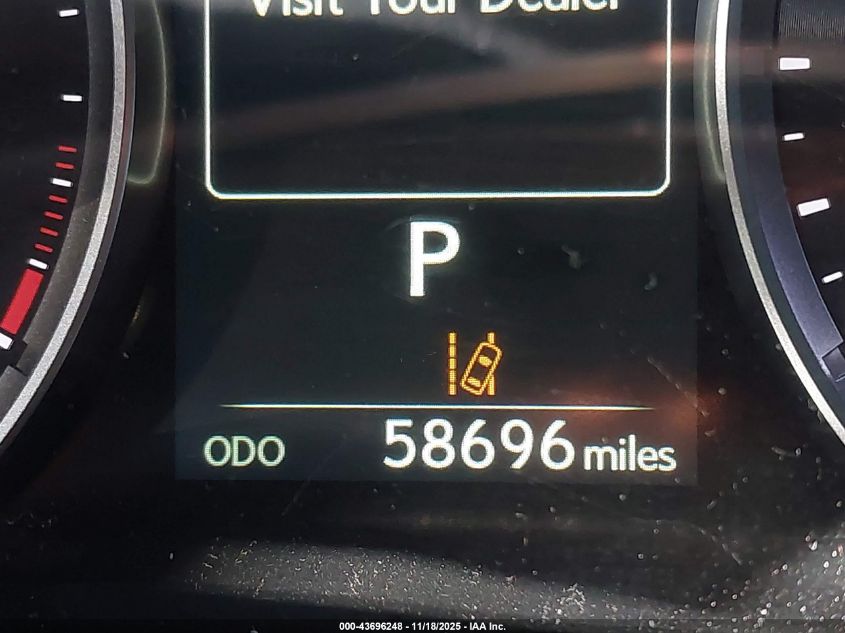 Visit Your Dealer
P
ODO 58696 miles
000-43696248 - 11/18/2025 - IAA Inc.